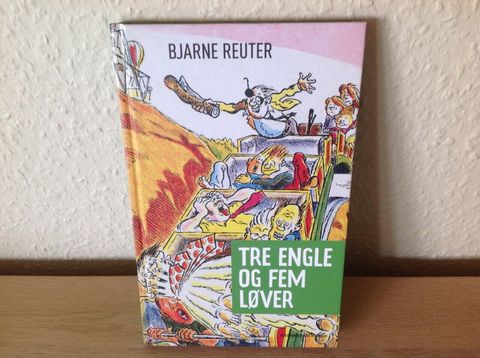 BJARNE REUTER
TRE ENGLE
OG FEM
LØVER